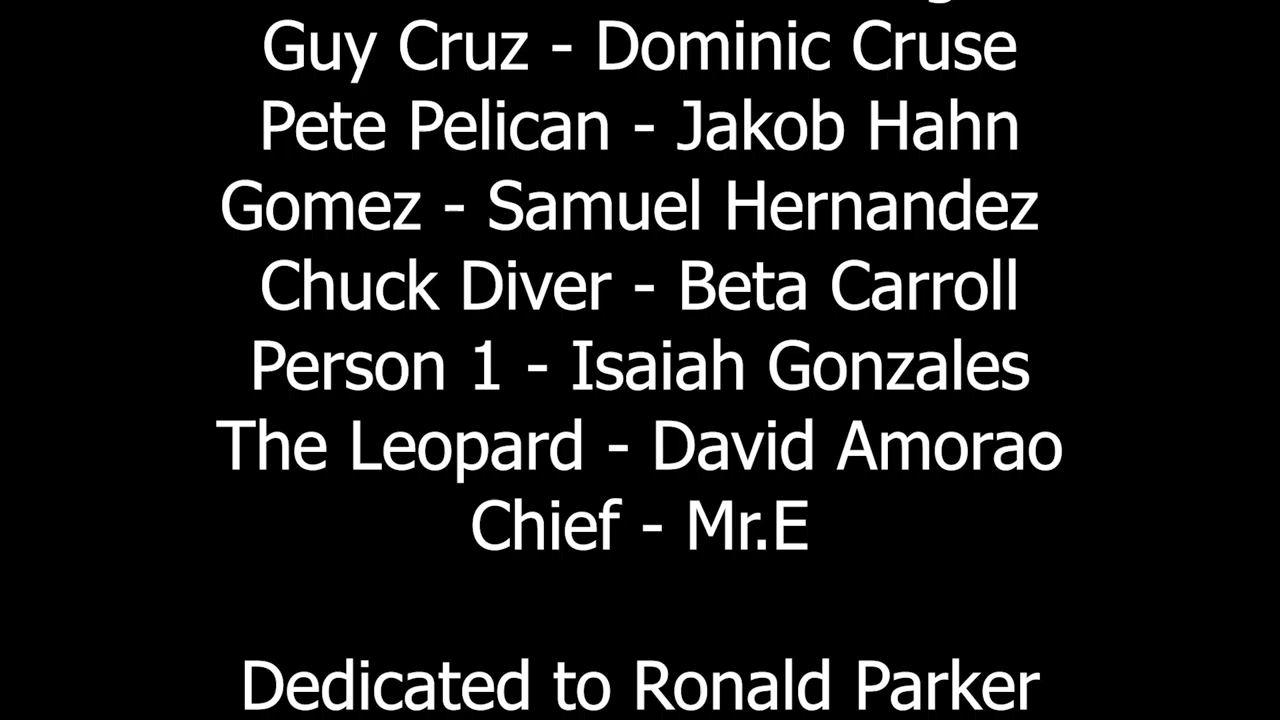 Guy Cruz - Dominic Cruse
Pete Pelican - Jakob Hahn
Gomez - Samuel Hernandez
Chuck Diver - Beta Carroll
Person 1 - Isaiah Gonzales
The Leopard - David Amorao
Chief - Mr.E
Dedicated to Ronald Parker